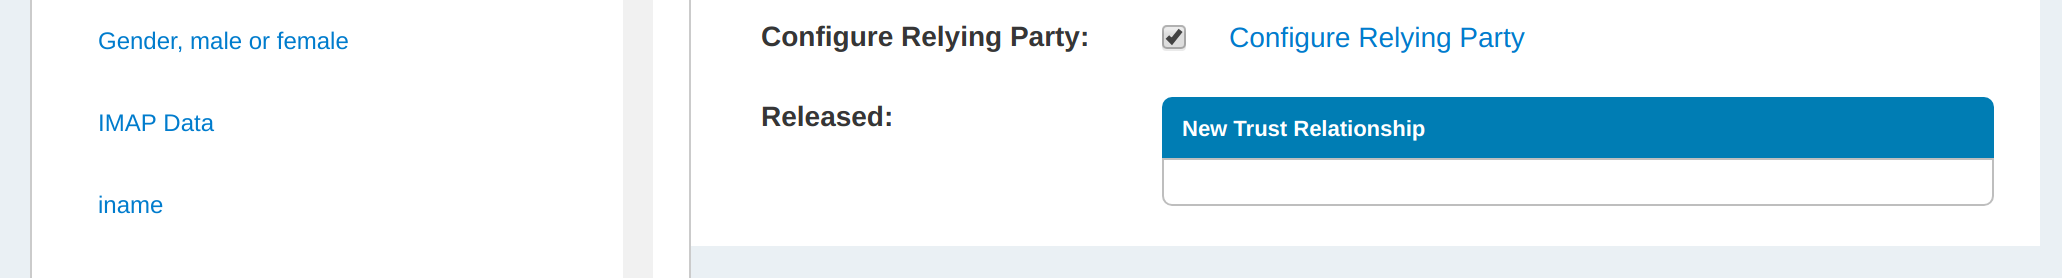 Gender, male or female
IMAP Data
iname
Configure Relying Party: Configure Relying Party
Released:
New Trust Relationship